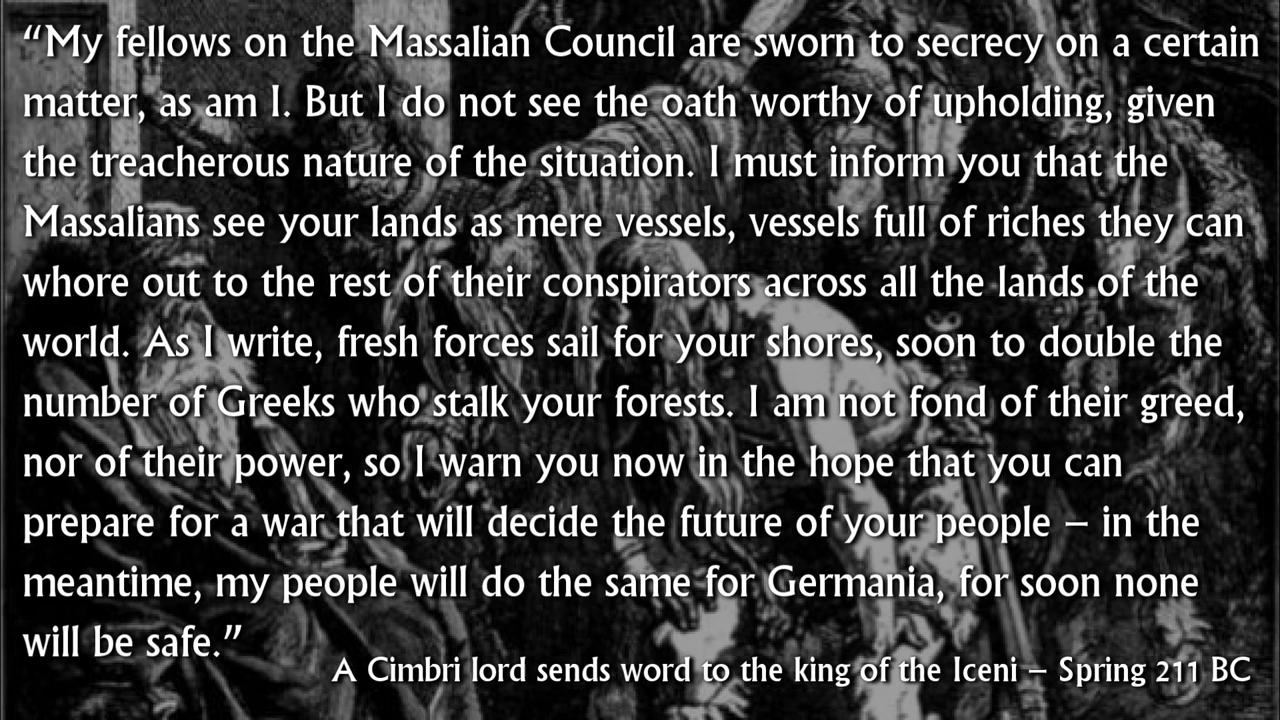 “My fellows on the Massalian Council are sworn to secrecy on a certain
matter, as am I. But I do not see the oath worthy of upholding, given
the treacherous nature of the situation. I must inform you that the
Massalians see your lands as mere vessels, vessels full of riches they can
whore out to the rest of their conspirators across all the lands of the
world. As I write, fresh forces sail for your shores, soon to double the
number of Greeks who stalk your forests. I am not fond of their greed,
nor of their power, so I warn you now in the hope that you can
prepare for a war that will decide the future of your people – in the
meantime, my people will do the same for Germania, for soon none
will be safe.”
A Cimbri lord sends word to the king of the Iceni – Spring 211 BC